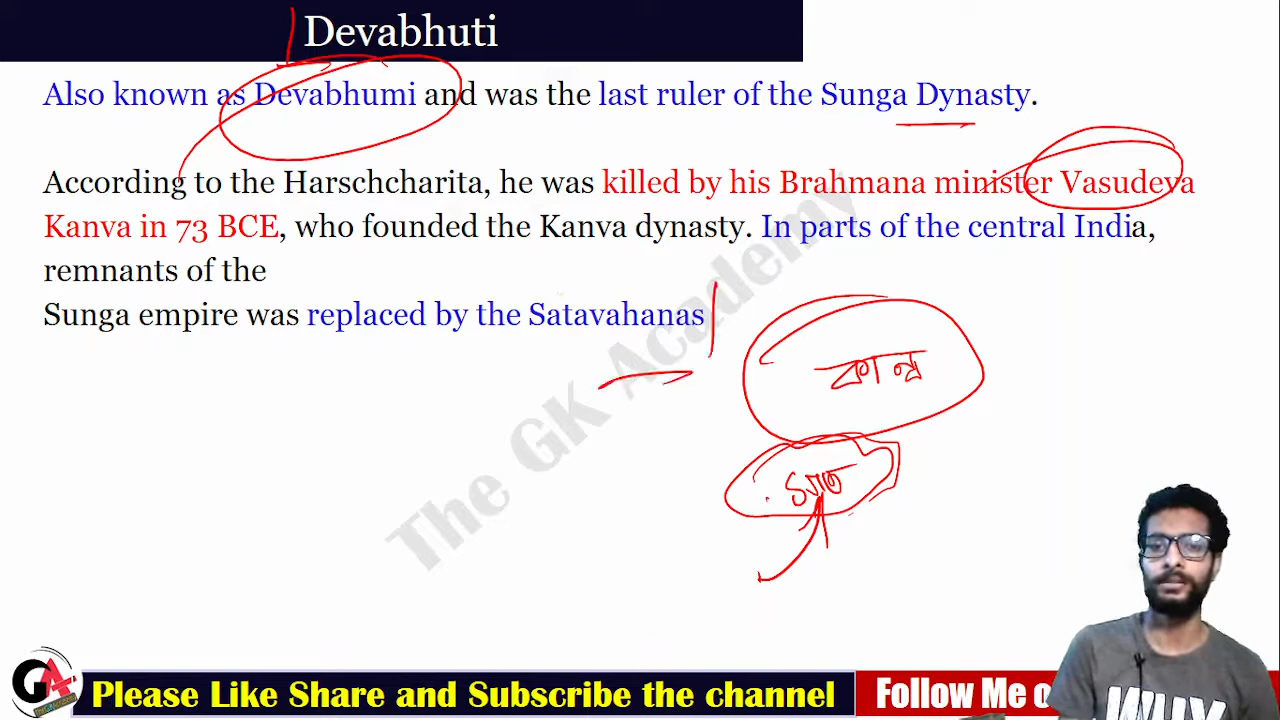 Devabhuti
Also known as Devabhumi and was the last ruler of the Sunga Dynasty.
According to the Harschcharita, he was killed by his Brahmana minister Vasudeva
Kanva in 73 BCE, who founded the Kanva dynasty. In parts of the central India,
remnants of the
Sunga empire was replaced by the Satavahanas
The GK Academy
কান্ব
GA
Please Like Share and Subscribe the channel
Follow Me o